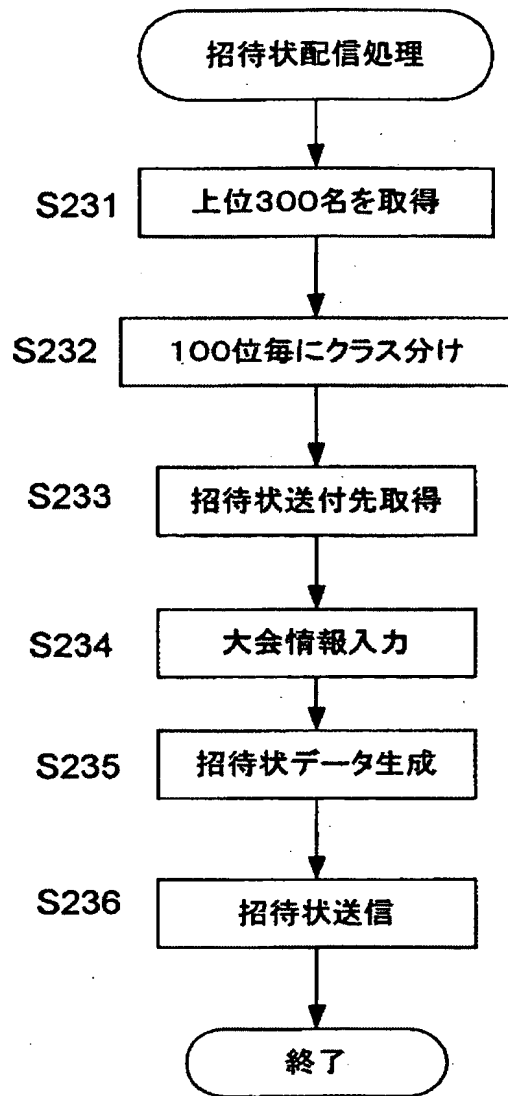 招待状配信処理
S231
上位300名を取得
S232
100位毎にクラス分け
S233
招待状送付先取得
S234
大会情報入力
S235
招待状データ生成
S236
招待状送信
終了